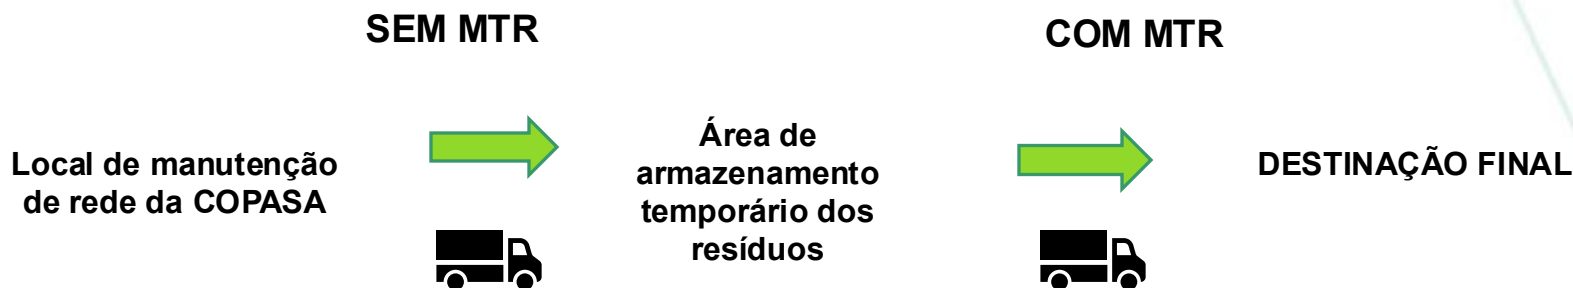 SEM MTR
COM MTR
Local de manutenção
de rede da COPASA
Área de
armazenamento
temporário dos
resíduos
DESTINAÇÃO FINAL